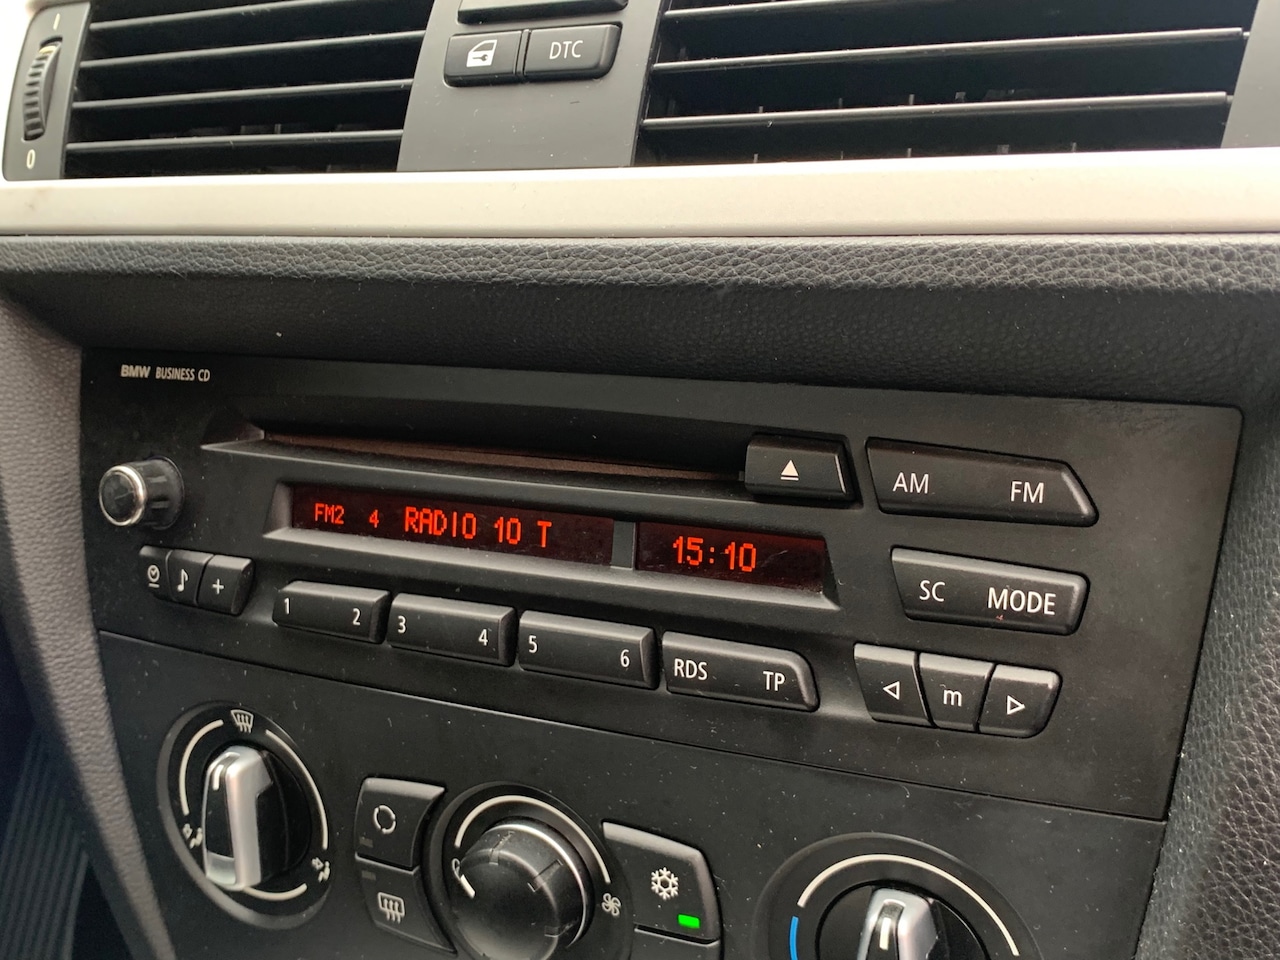 I
0
DTC
BMW BUSINESS CD
AM FM
FM2 4 RADIO 10 T 15:10
SC MODE
+
1 2 3 4 5 6 RDS TP
m